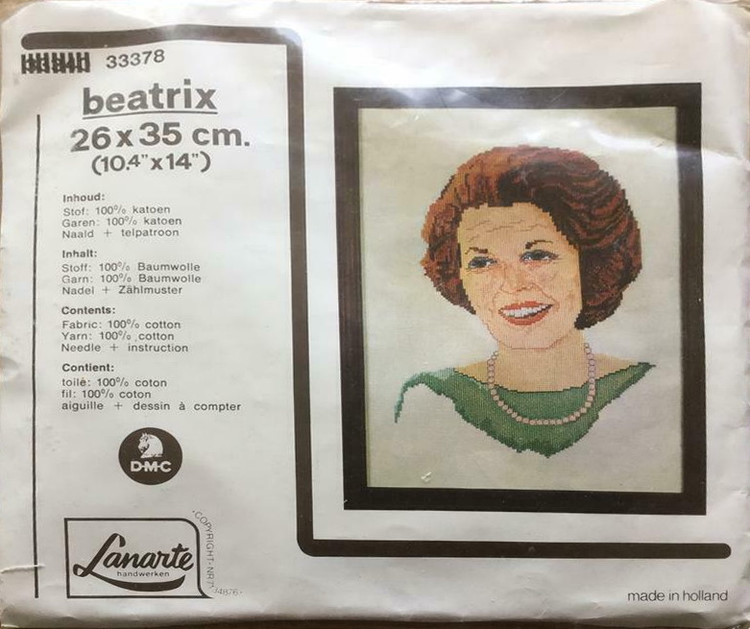 33378
beatrix
26 x 35 cm.
(10.4" x 14")
Inhoud:
Stof: 100% katoen
Garen: 100% katoen
Naald + telpatroon
Inhalt:
Stoff: 100% Baumwolle
Garn: 100% Baumwolle
Nadel + Zählmuster
Contents:
Fabric: 100% cotton
Yarn: 100% cotton
Needle + instruction
Contient:
toile: 100% coton
fil: 100% coton
aiguille + dessin à compter
D·M·C
Lanarte
handwerken
COPYRIGHT-NR.
made in holland